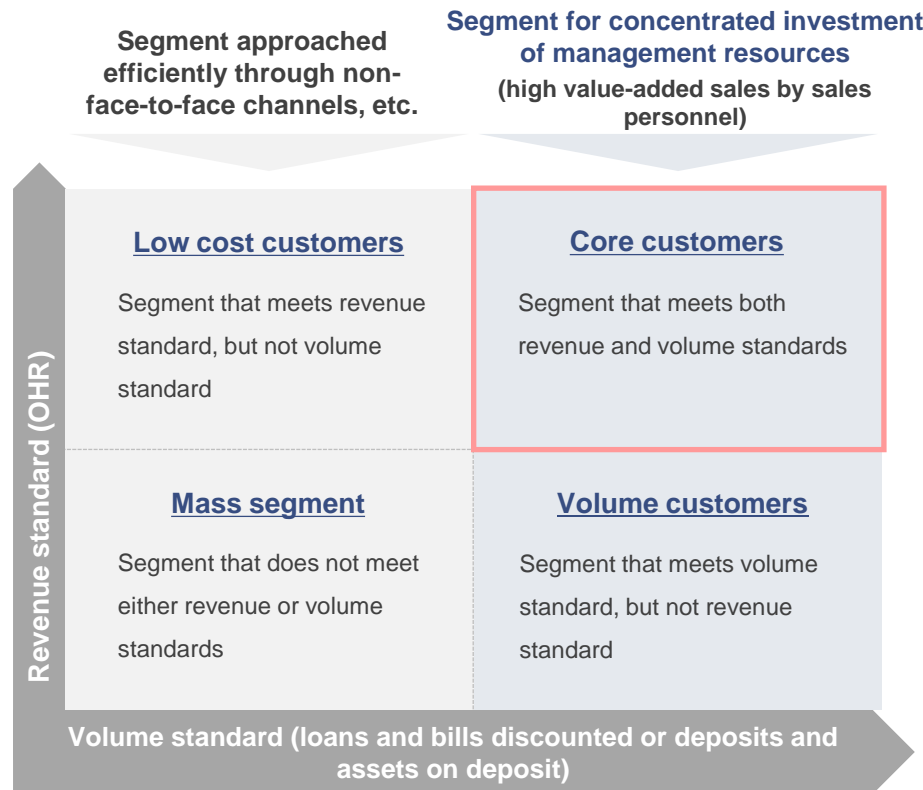 Segment approached
efficiently through non-
face-to-face channels, etc.
Segment for concentrated investment
of management resources
(high value-added sales by sales
personnel)
Revenue standard (OHR)
Low cost customers
Segment that meets revenue
standard, but not volume
standard
Core customers
Segment that meets both
revenue and volume standards
Mass segment
Segment that does not meet
either revenue or volume
standards
Volume customers
Segment that meets volume
standard, but not revenue
standard
Volume standard (loans and bills discounted or deposits and
assets on deposit)